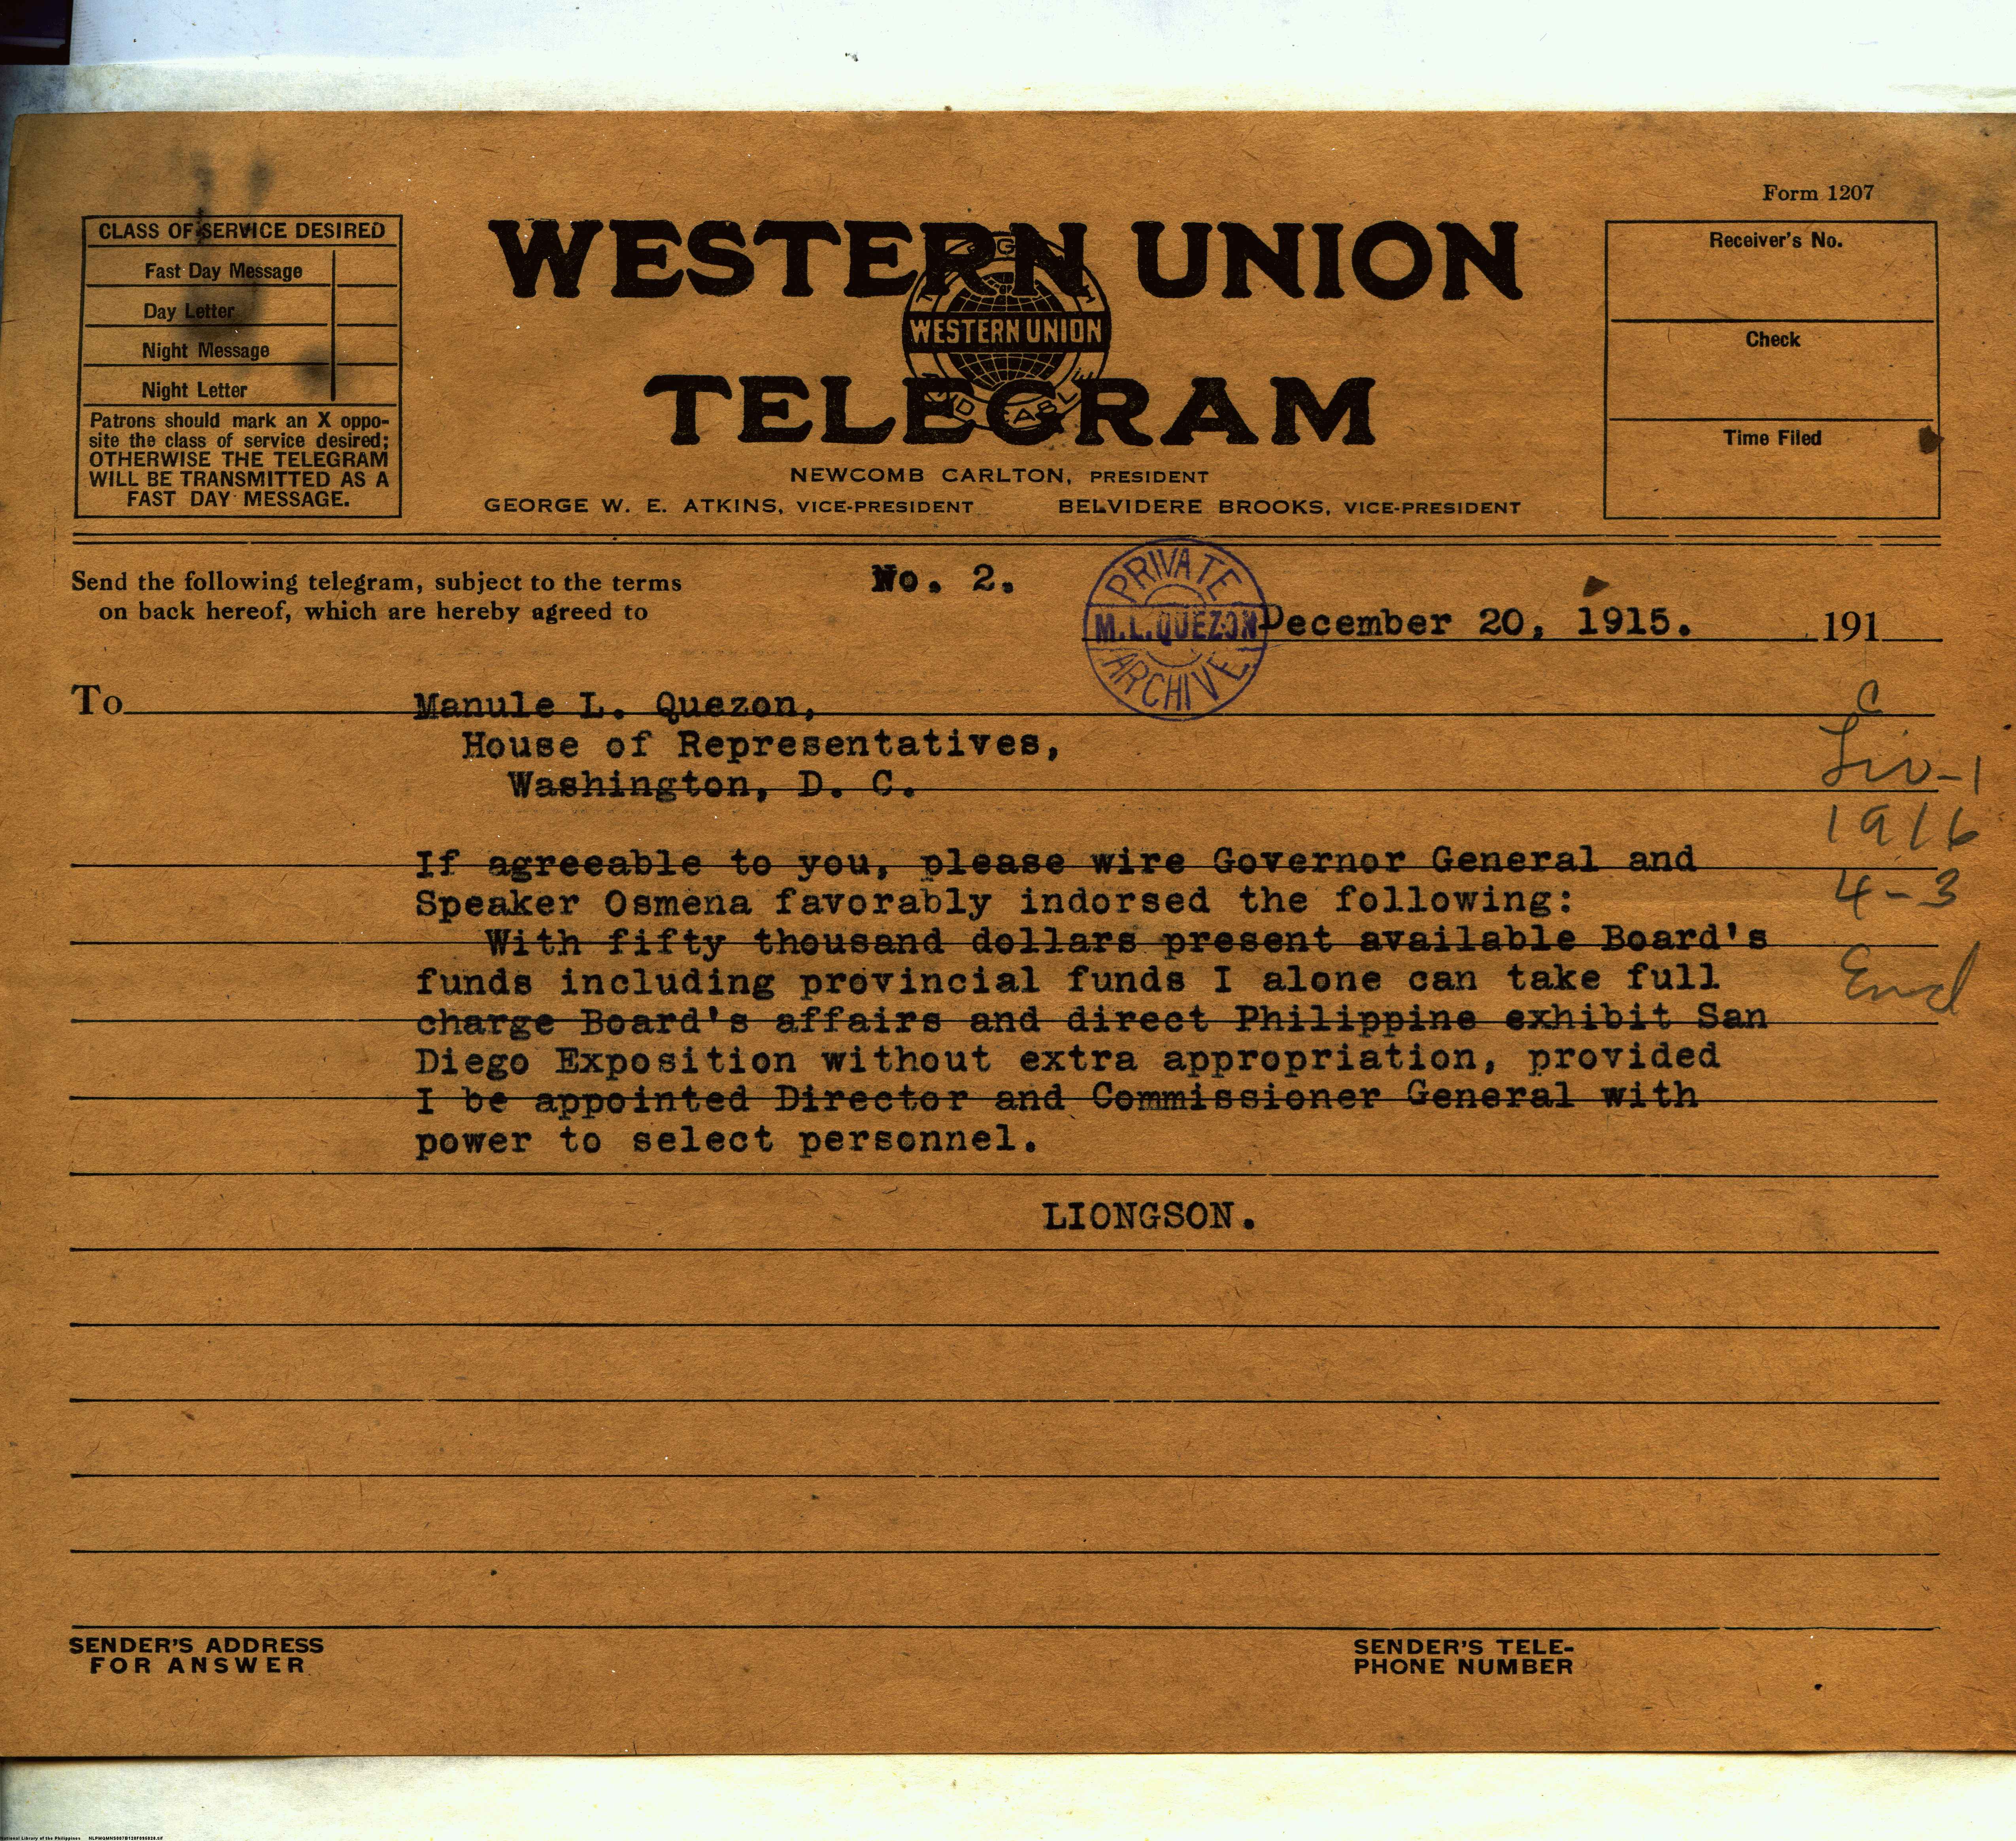 Form 1207
CLASS OF SERVICE DESIRED
Fast Day Message
Day Letter
Night Message
Night Letter
Patrons should mark an X oppo-
site the class of service desired;
OTHERWISE THE TELEGRAM
WILL BE TRANSMITTED AS A
FAST DAY MESSAGE.
WESTERN UNION
WESTERN UNION
TELEGRAM
NEWCOMB CARLTON, PRESIDENT
GEORGE W. E. ATKINS, VICE-PRESIDENT BELVIDERE BROOKS, VICE-PRESIDENT
Receiver's No.
Check
Time Filed
Send the following telegram, subject to the terms
on back hereof, which are hereby agreed to
No. 2.
PRIVATE
M.L.QUEZON
ARCHIVE
December 20, 1915. 191
To Manule L. Quezon,
House of Representatives,
Washington, D. C.
C
1916
4-3
End
If agreeable to you, please wire Governor General and
Speaker Osmena favorably indorsed the following:
With fifty thousand dollars present available Board's
funds including provincial funds I alone can take full
charge Board's affairs and direct Philippine exhibit San
Diego Exposition without extra appropriation, provided
I be appointed Director and Commissioner General with
power to select personnel.
LIONGSON.
SENDER'S ADDRESS
FOR ANSWER
SENDER'S TELE-
PHONE NUMBER